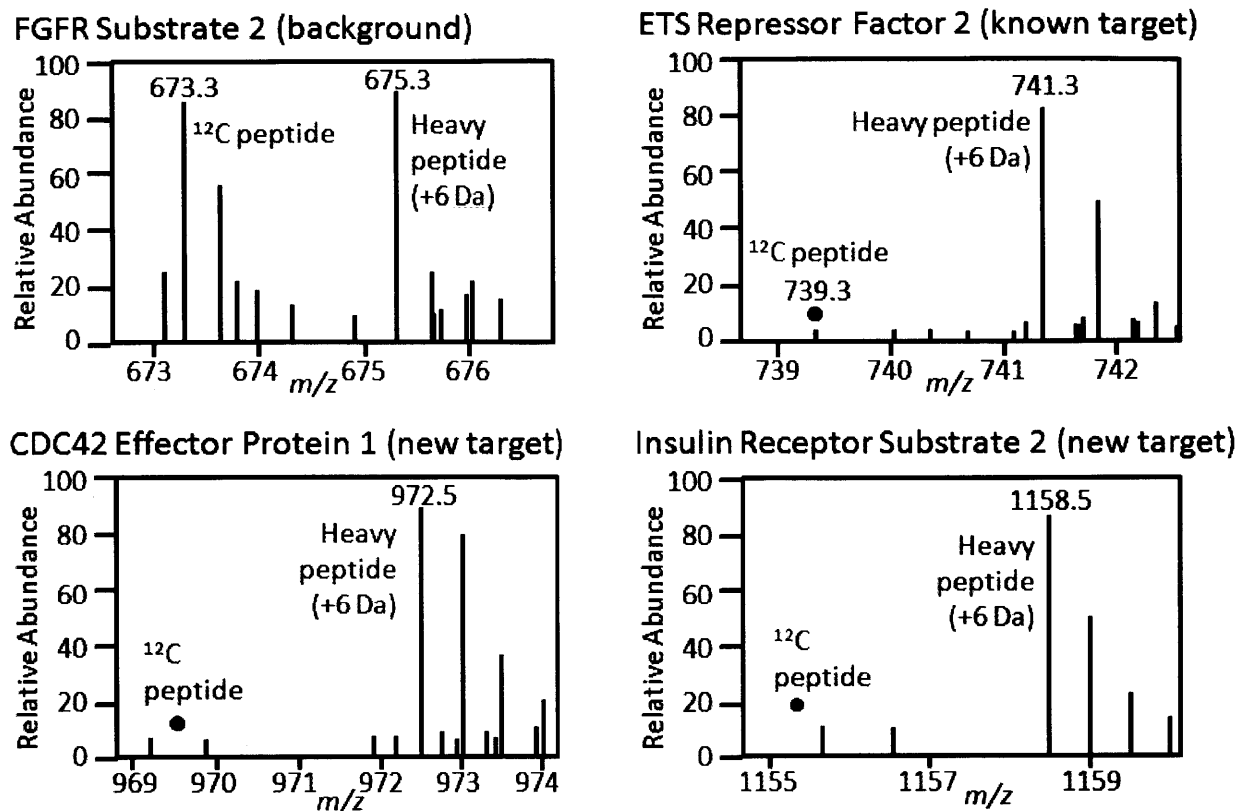 FGFR Substrate 2 (background)
Relative Abundance
100
80
60
40
20
0
673.3
¹²C peptide
675.3
Heavy
peptide
(+6 Da)
673
674
675
676
m/z
ETS Repressor Factor 2 (known target)
Relative Abundance
100
80
60
40
20
0
741.3
Heavy peptide
(+6 Da)
¹²C peptide
739.3
739
740
741
742
m/z
CDC42 Effector Protein 1 (new target)
Relative Abundance
100
80
60
40
20
0
972.5
Heavy
peptide
(+6 Da)
¹²C
peptide
969
970
971
972
973
974
m/z
Insulin Receptor Substrate 2 (new target)
Relative Abundance
100
80
60
40
20
0
1158.5
Heavy
peptide
(+6 Da)
¹²C
peptide
1155
1157
1159
m/z